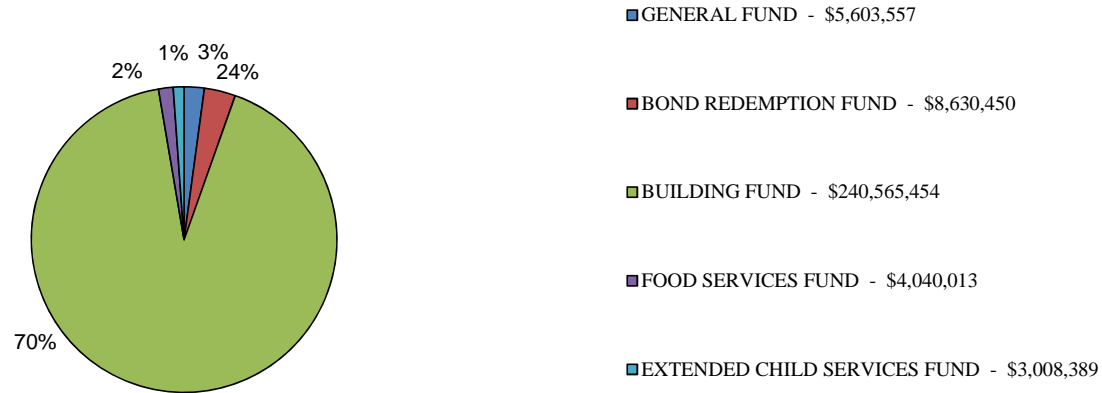 GENERAL FUND - $5,603,557
1% 3%
2% 24%
BOND REDEMPTION FUND - $8,630,450
BUILDING FUND - $240,565,454
FOOD SERVICES FUND - $4,040,013
70%
EXTENDED CHILD SERVICES FUND - $3,008,389